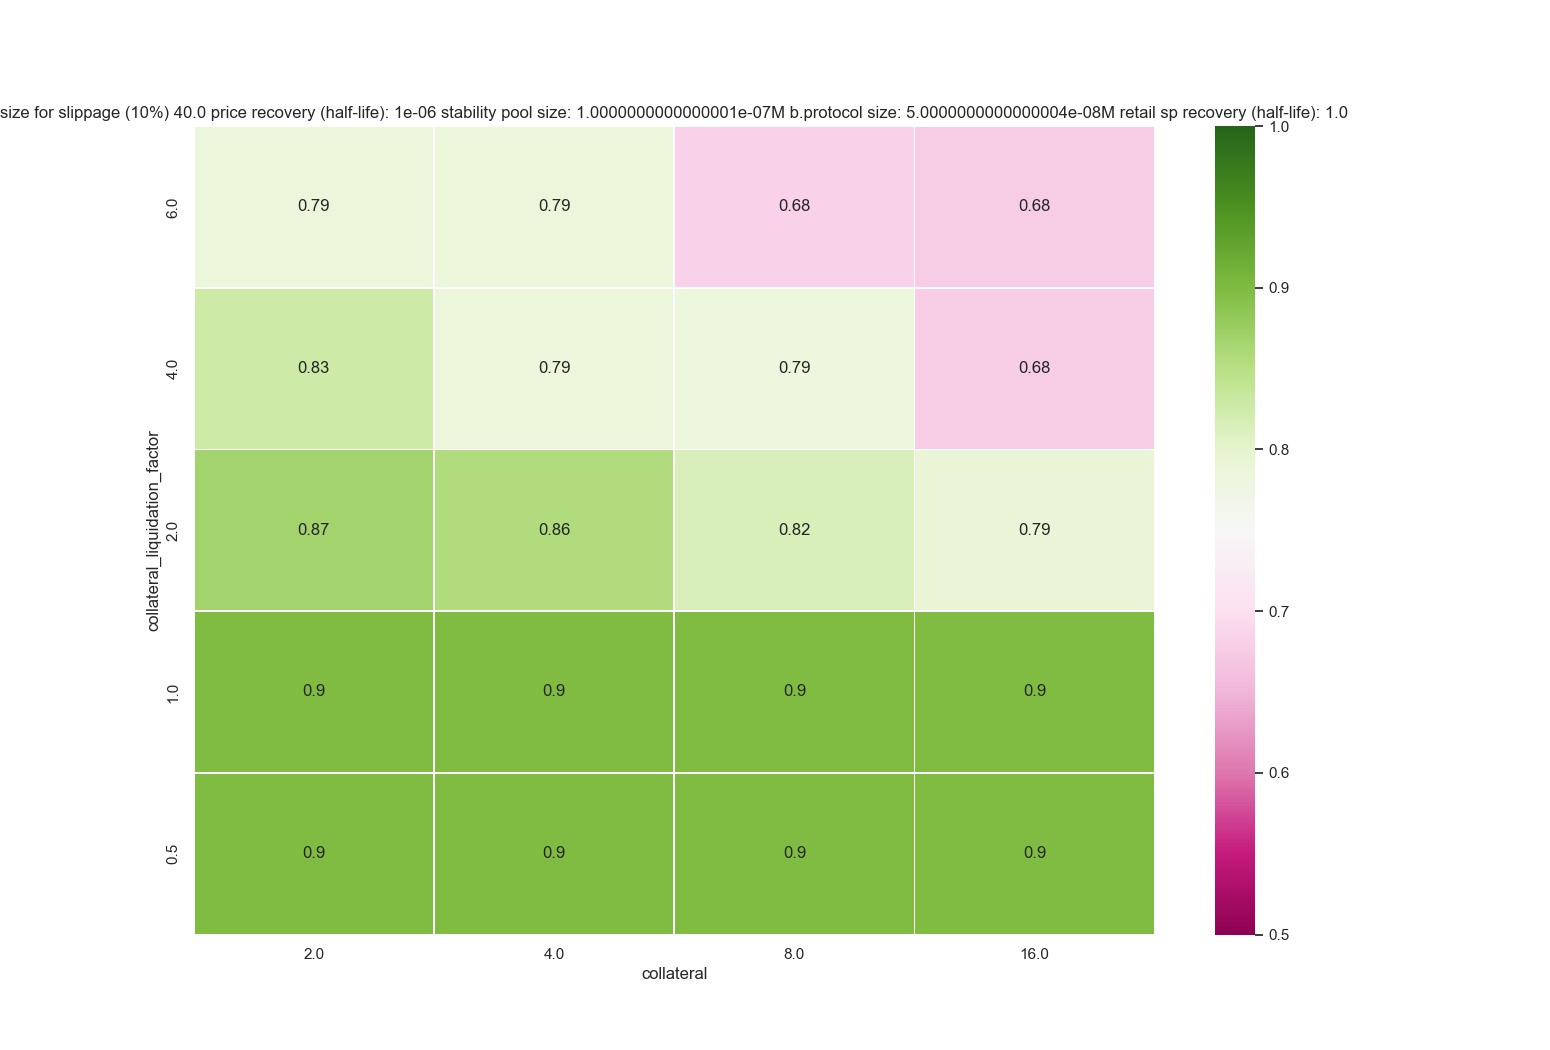 size for slippage (10%) 40.0 price recovery (half-life): 1e-06 stability pool size: 1.0000000000000001e-07M b.protocol size: 5.0000000000000004e-08M retail sp recovery (half-life): 1.0
collateral_liquidation_factor
6.0
0.79 0.79 0.68 0.68
4.0
0.83 0.79 0.79 0.68
2.0
0.87 0.86 0.82 0.79
1.0
0.9 0.9 0.9 0.9
0.5
0.9 0.9 0.9 0.9
2.0 4.0 8.0 16.0
collateral
1.0
0.9
0.8
0.7
0.6
0.5